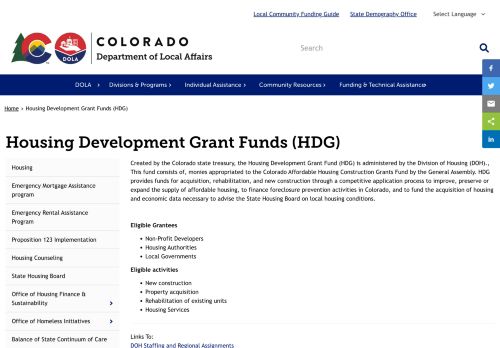 Local Community Funding Guide State Demography Office Select Language
COLORADO
Department of Local Affairs
DOLA
Search
DOLA Divisions & Programs Individual Assistance Community Resources Funding & Technical Assistance
Home > Housing Development Grant Funds (HDG)
Housing Development Grant Funds (HDG)
Housing
Emergency Mortgage Assistance
program
Emergency Rental Assistance
Program
Proposition 123 Implementation
Housing Counseling
State Housing Board
Office of Housing Finance &
Sustainability
Office of Homeless Initiatives
Balance of State Continuum of Care
Created by the Colorado state treasury, the Housing Development Grant Fund (HDG) is administered by the Division of Housing (DOH).,
This fund consists of, monies appropriated to the Colorado Affordable Housing Construction Grants Fund by the General Assembly. HDG
provides funds for acquisition, rehabilitation, and new construction through a competitive application process to improve, preserve or
expand the supply of affordable housing, to finance foreclosure prevention activities in Colorado, and to fund the acquisition of housing
and economic data necessary to advise the State Housing Board on local housing conditions.
Eligible Grantees
• Non-Profit Developers
• Housing Authorities
• Local Governments
Eligible activities
• New construction
• Property acquisition
• Rehabilitation of existing units
• Housing Services
Links To:
DOH Staffing and Regional Assignments